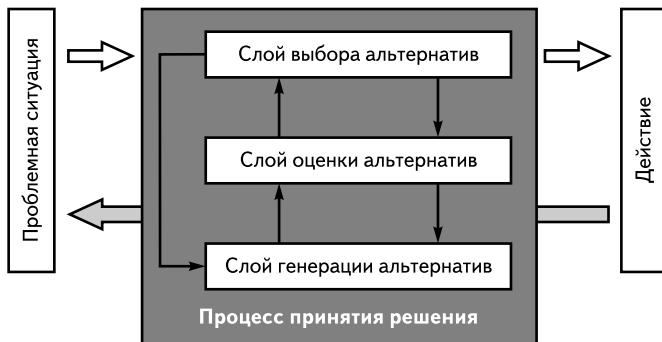 Проблемная ситуация
Слой выбора альтернатив
Слой оценки альтернатив
Слой генерации альтернатив
Процесс принятия решения
Действие